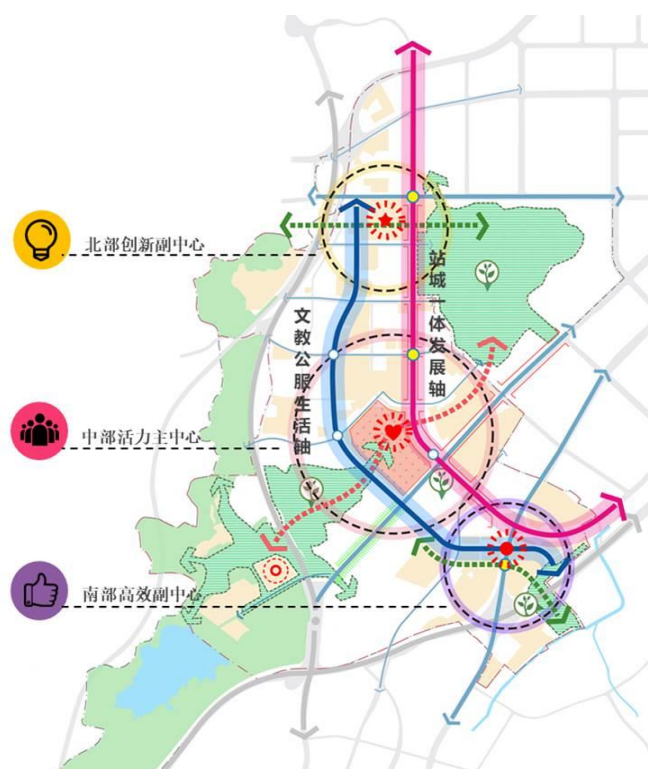 北部创新副中心
站城一体发展轴
文教公服生活轴
中部活力主中心
南部高效副中心